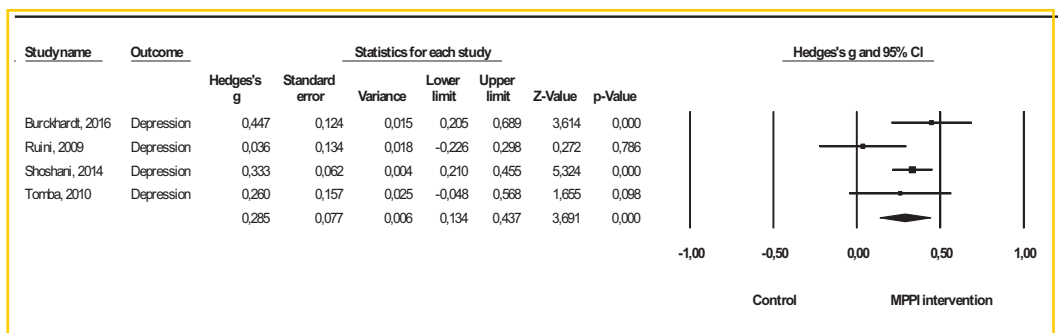 Study name Outcome Statistics for each study Hedges's g and 95% CI
Hedges's g Standard error Variance Lower limit Upper limit Z-Value p-Value
Burckhardt, 2016 Depression 0,447 0,124 0,015 0,205 0,689 3,614 0,000
Ruini, 2009 Depression 0,036 0,134 0,018 -0,226 0,298 0,272 0,786
Shoshani, 2014 Depression 0,333 0,062 0,004 0,210 0,455 5,324 0,000
Tomba, 2010 Depression 0,260 0,157 0,025 -0,048 0,568 1,655 0,098
0,285 0,077 0,006 0,134 0,437 3,691 0,000
-1,00 -0,50 0,00 0,50 1,00
Control MPPI intervention